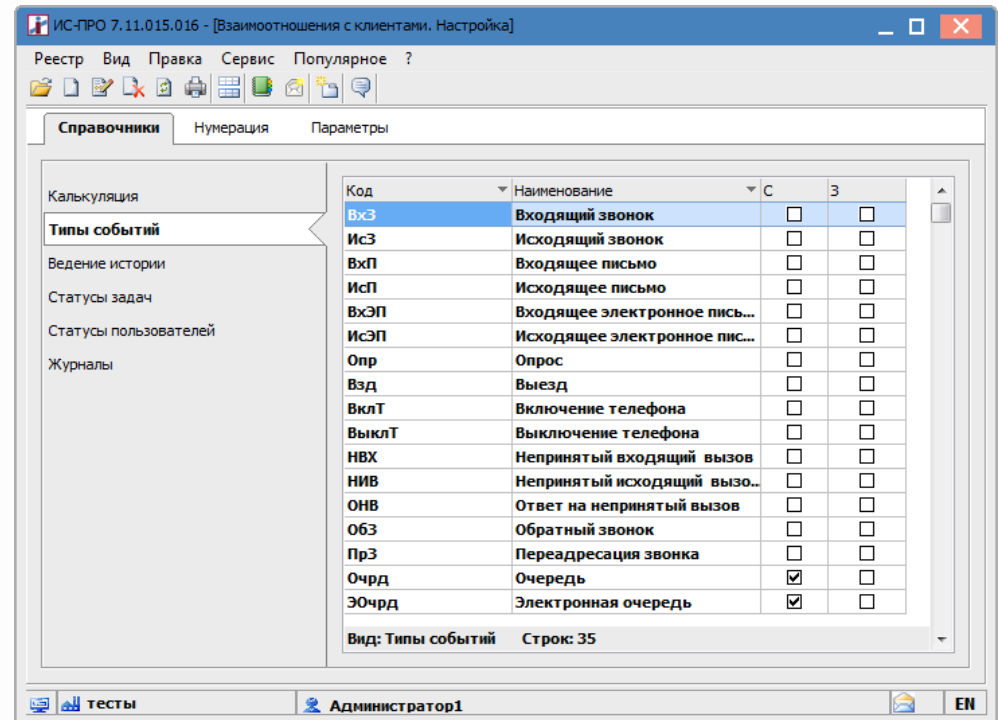 ИС-ПРО 7.11.015.016 - [Взаимоотношения с клиентами. Настройка]
Реестр Вид Правка Сервис Популярное ?
Справочники Нумерация Параметры
Калькуляция
Типы событий
Ведение истории
Статусы задач
Статусы пользователей
Журналы
Код Наименование С З
ВхЗ Входящий звонок
ИсЗ Исходящий звонок
ВхП Входящее письмо
ИсП Исходящее письмо
ВхЭП Входящее электронное пись...
ИсЭП Исходящее электронное пис...
Опр Опрос
Взд Выезд
ВклТ Включение телефона
ВыклТ Выключение телефона
НВХ Непринятый входящий вызов
НИВ Непринятый исходящий вызо...
ОНВ Ответ на непринятый вызов
ОбЗ Обратный звонок
ПрЗ Переадресация звонка
Очрд Очередь
ЭОчрд Электронная очередь
Вид: Типы событий Строк: 35
тесты Администратор1 EN